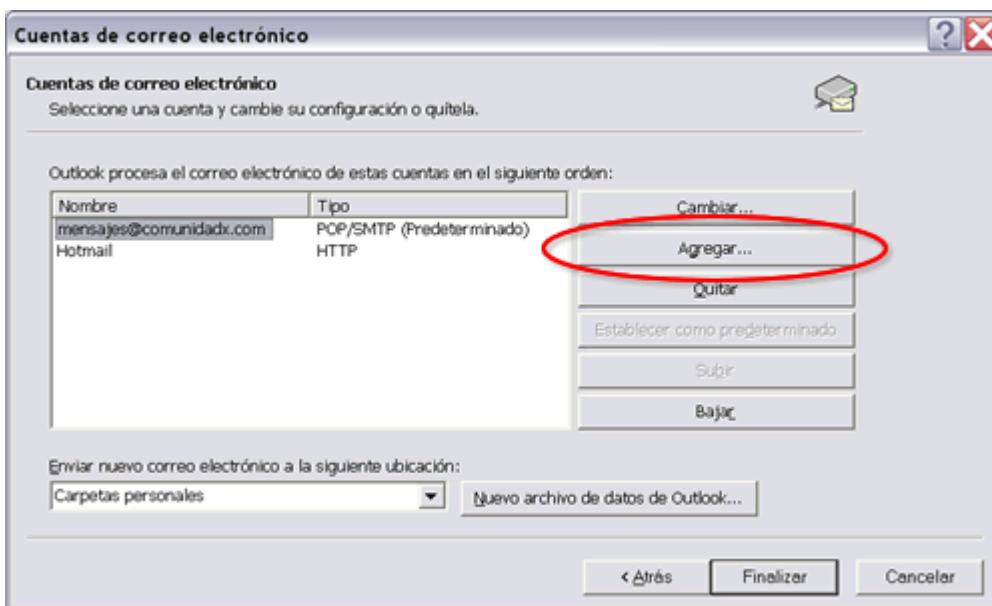 Cuentas de correo electrónico
Cuentas de correo electrónico
Seleccione una cuenta y cambie su configuración o quítela.
Outlook procesa el correo electrónico de estas cuentas en el siguiente orden:
Nombre Tipo
mensajes@comunidadx.com POP/SMTP (Predeterminado)
Hotmail HTTP
Cambiar...
Agregar...
Quitar
Establecer como predeterminado
Subir
Bajar
Enviar nuevo correo electrónico a la siguiente ubicación:
Carpetas personales
Nuevo archivo de datos de Outlook...
< Atrás Finalizar Cancelar